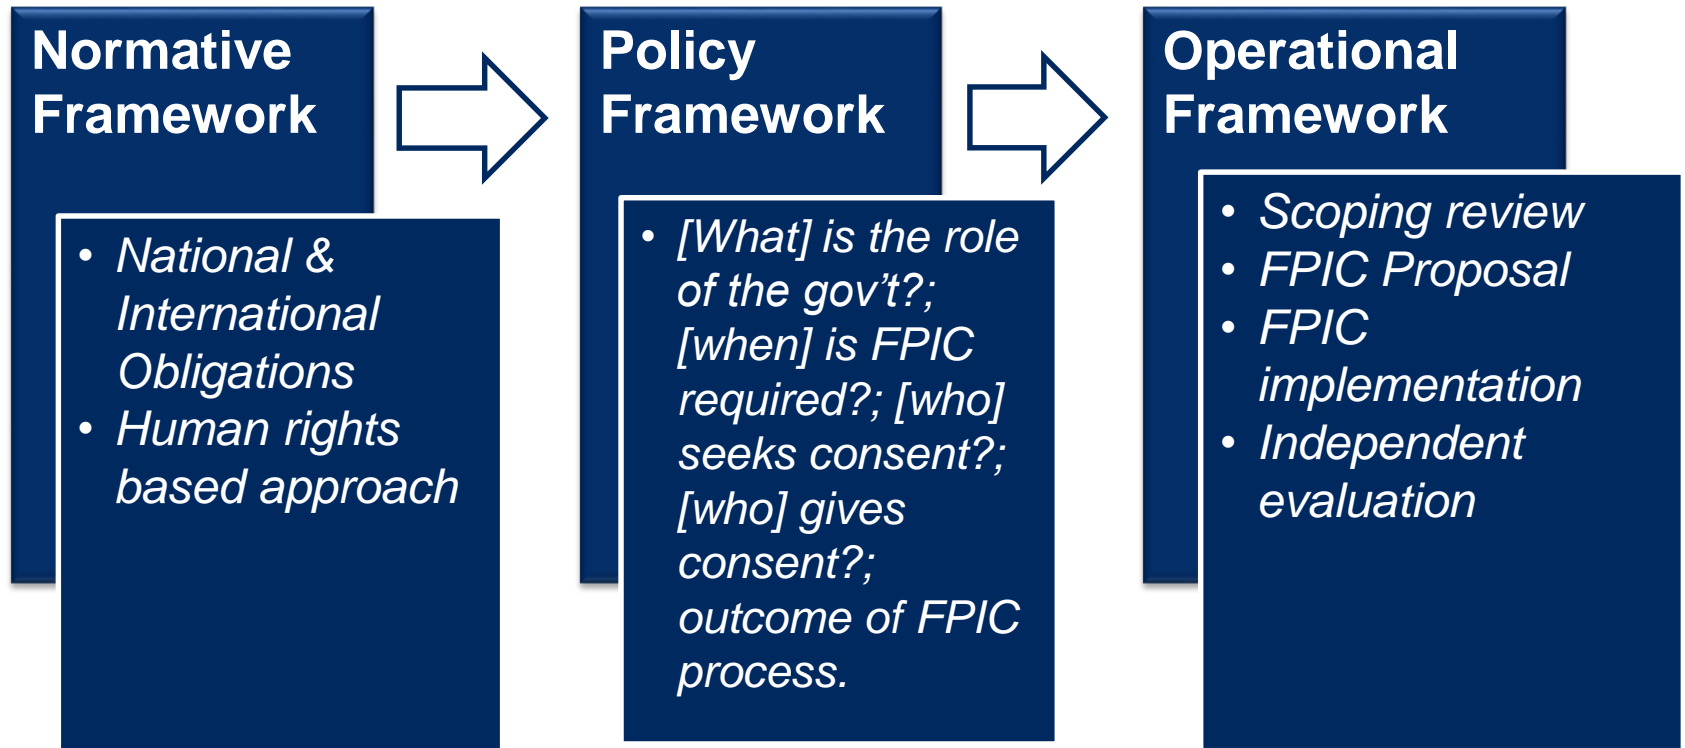 Normative
Framework
• National &
International
Obligations
• Human rights
based approach
Policy
Framework
• [What] is the role
of the gov’t?;
[when] is FPIC
required?; [who]
seeks consent?;
[who] gives
consent?;
outcome of FPIC
process.
Operational
Framework
• Scoping review
• FPIC Proposal
• FPIC
implementation
• Independent
evaluation